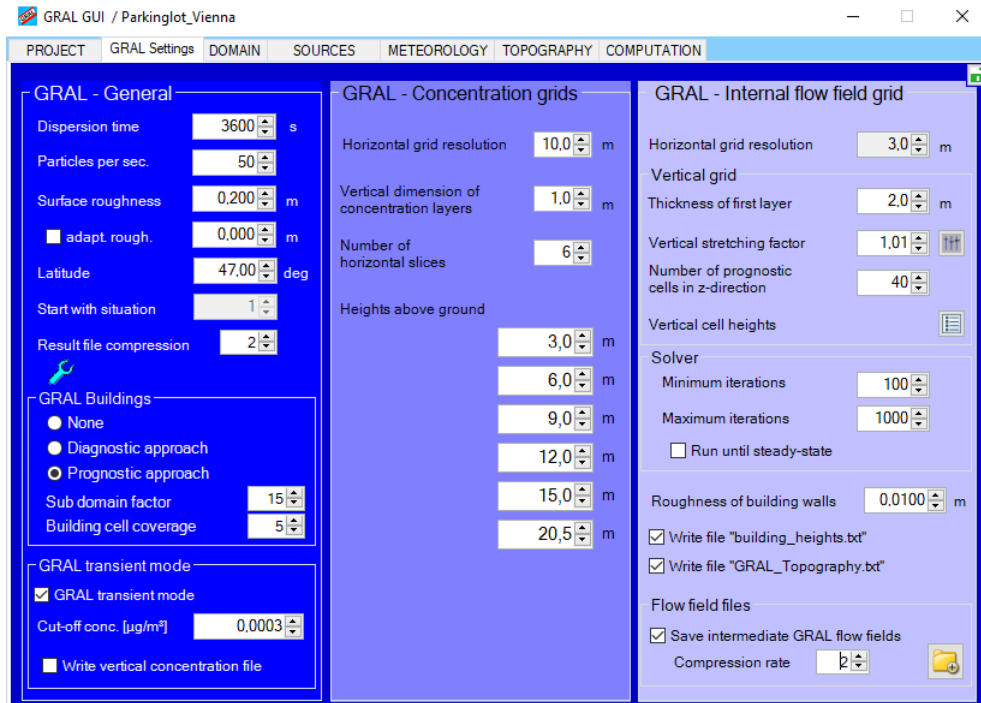 GRAL GUI / Parkinglot_Vienna
PROJECT GRAL Settings DOMAIN SOURCES METEOROLOGY TOPOGRAPHY COMPUTATION
GRAL - General
Dispersion time 3600 s
Particles per sec. 50
Surface roughness 0,200 m
adapt. rough. 0,000 m
Latitude 47,00 deg
Start with situation 1
Result file compression 2
GRAL Buildings
None
Diagnostic approach
Prognostic approach
Sub domain factor 15
Building cell coverage 5
GRAL transient mode
GRAL transient mode
Cut-off conc. [µg/m³] 0,0003
Write vertical concentration file
GRAL - Concentration grids
Horizontal grid resolution 10,0 m
Vertical dimension of
concentration layers 1,0 m
Number of
horizontal slices 6
Heights above ground
3,0 m
6,0 m
9,0 m
12,0 m
15,0 m
20,5 m
GRAL - Internal flow field grid
Horizontal grid resolution 3,0 m
Vertical grid
Thickness of first layer 2,0 m
Vertical stretching factor 1,01
Number of prognostic
cells in z-direction 40
Vertical cell heights
Solver
Minimum iterations 100
Maximum iterations 1000
Run until steady-state
Roughness of building walls 0,0100 m
Write file "building_heights.txt"
Write file "GRAL_Topography.txt"
Flow field files
Save intermediate GRAL flow fields
Compression rate 2